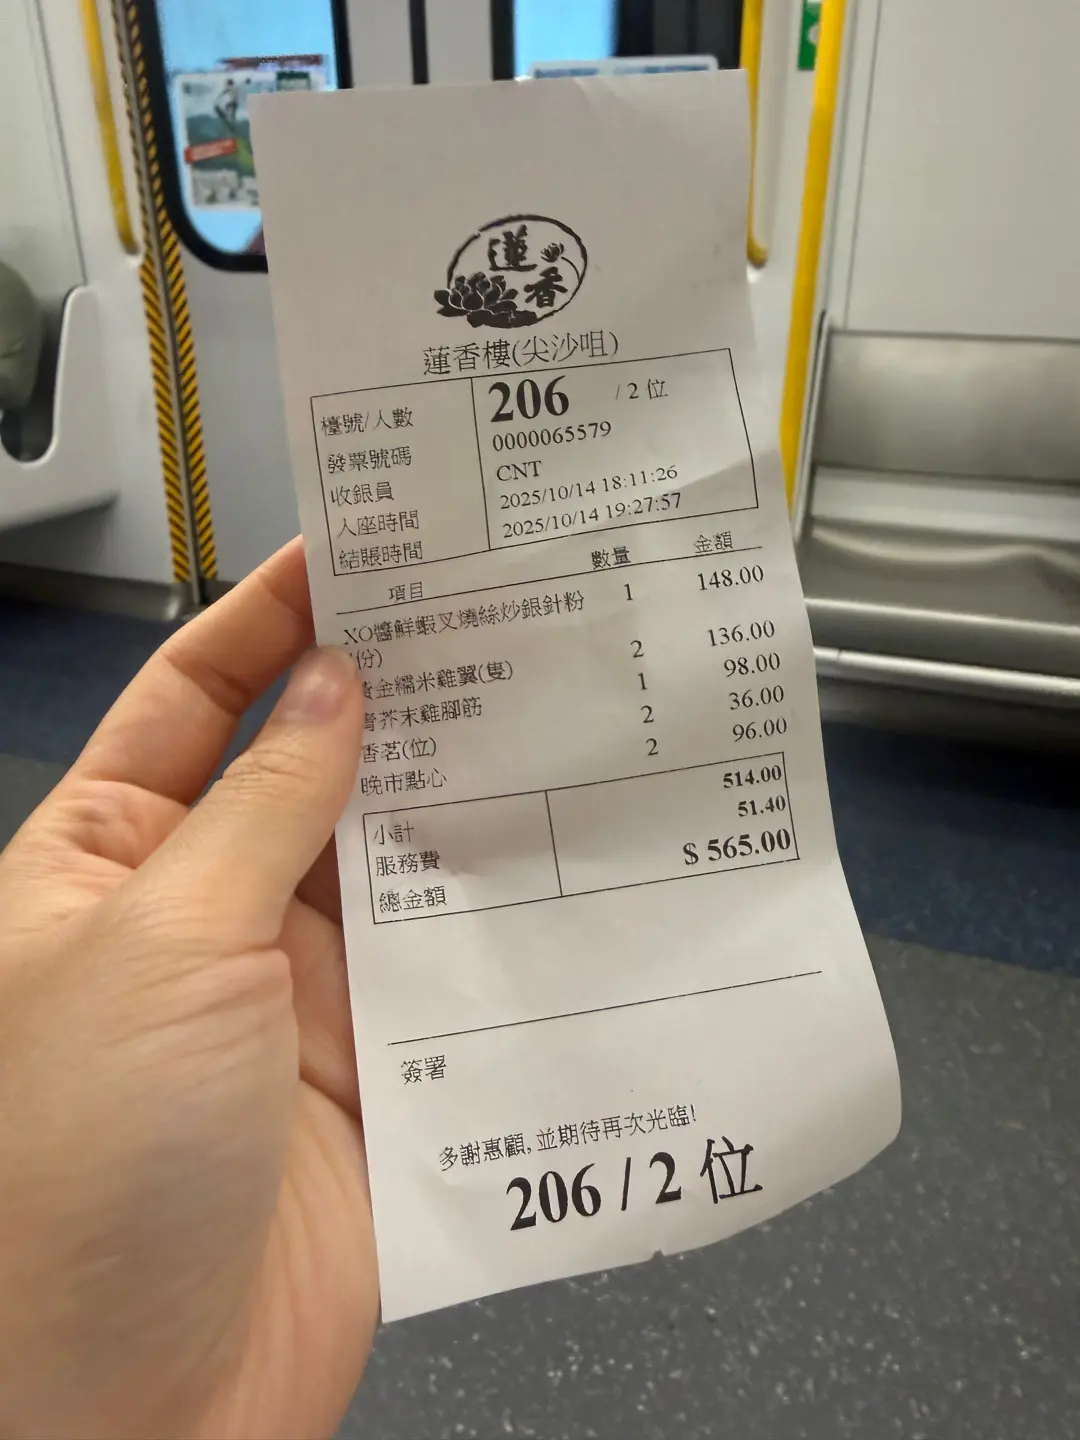 蓮香
蓮香樓(尖沙咀)
檯號/人數 206 / 2 位
發票號碼 0000065579
收銀員 CNT
入座時間 2025/10/14 18:11:26
結賬時間 2025/10/14 19:27:57
項目 數量 金額
XO醬鮮蝦叉燒絲炒銀針粉 1 148.00
份)
黃金糯米雞翼(隻) 2 136.00
青芥末雞腳筋 1 98.00
香茗(位) 2 36.00
晚市點心 2 96.00
小計 514.00
服務費 51.40
總金額 $ 565.00
簽署
多謝惠顧, 並期待再次光臨!
206 / 2 位